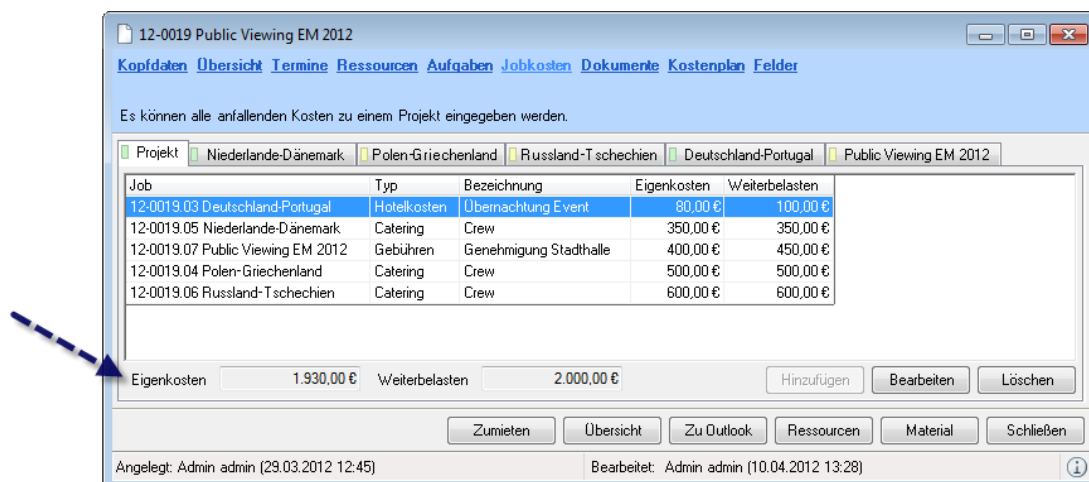 12-0019 Public Viewing EM 2012
Kopfdaten Übersicht Termine Ressourcen Aufgaben Jobkosten Dokumente Kostenplan Felder
Es können alle anfallenden Kosten zu einem Projekt eingegeben werden.
Projekt Niederlande-Dänemark Polen-Griechenland Russland-Tschechien Deutschland-Portugal Public Viewing EM 2012
Job Typ Bezeichnung Eigenkosten Weiterbelasten
12-0019.03 Deutschland-Portugal Hotelkosten Übernachtung Event 80,00 € 100,00 €
12-0019.05 Niederlande-Dänemark Catering Crew 350,00 € 350,00 €
12-0019.07 Public Viewing EM 2012 Gebühren Genehmigung Stadthalle 400,00 € 450,00 €
12-0019.04 Polen-Griechenland Catering Crew 500,00 € 500,00 €
12-0019.06 Russland-Tschechien Catering Crew 600,00 € 600,00 €
Eigenkosten 1.930,00 € Weiterbelasten 2.000,00 € Hinzufügen Bearbeiten Löschen
Zumieten Übersicht Zu Outlook Ressourcen Material Schließen
Angelegt: Admin admin (29.03.2012 12:45) Bearbeitet: Admin admin (10.04.2012 13:28)